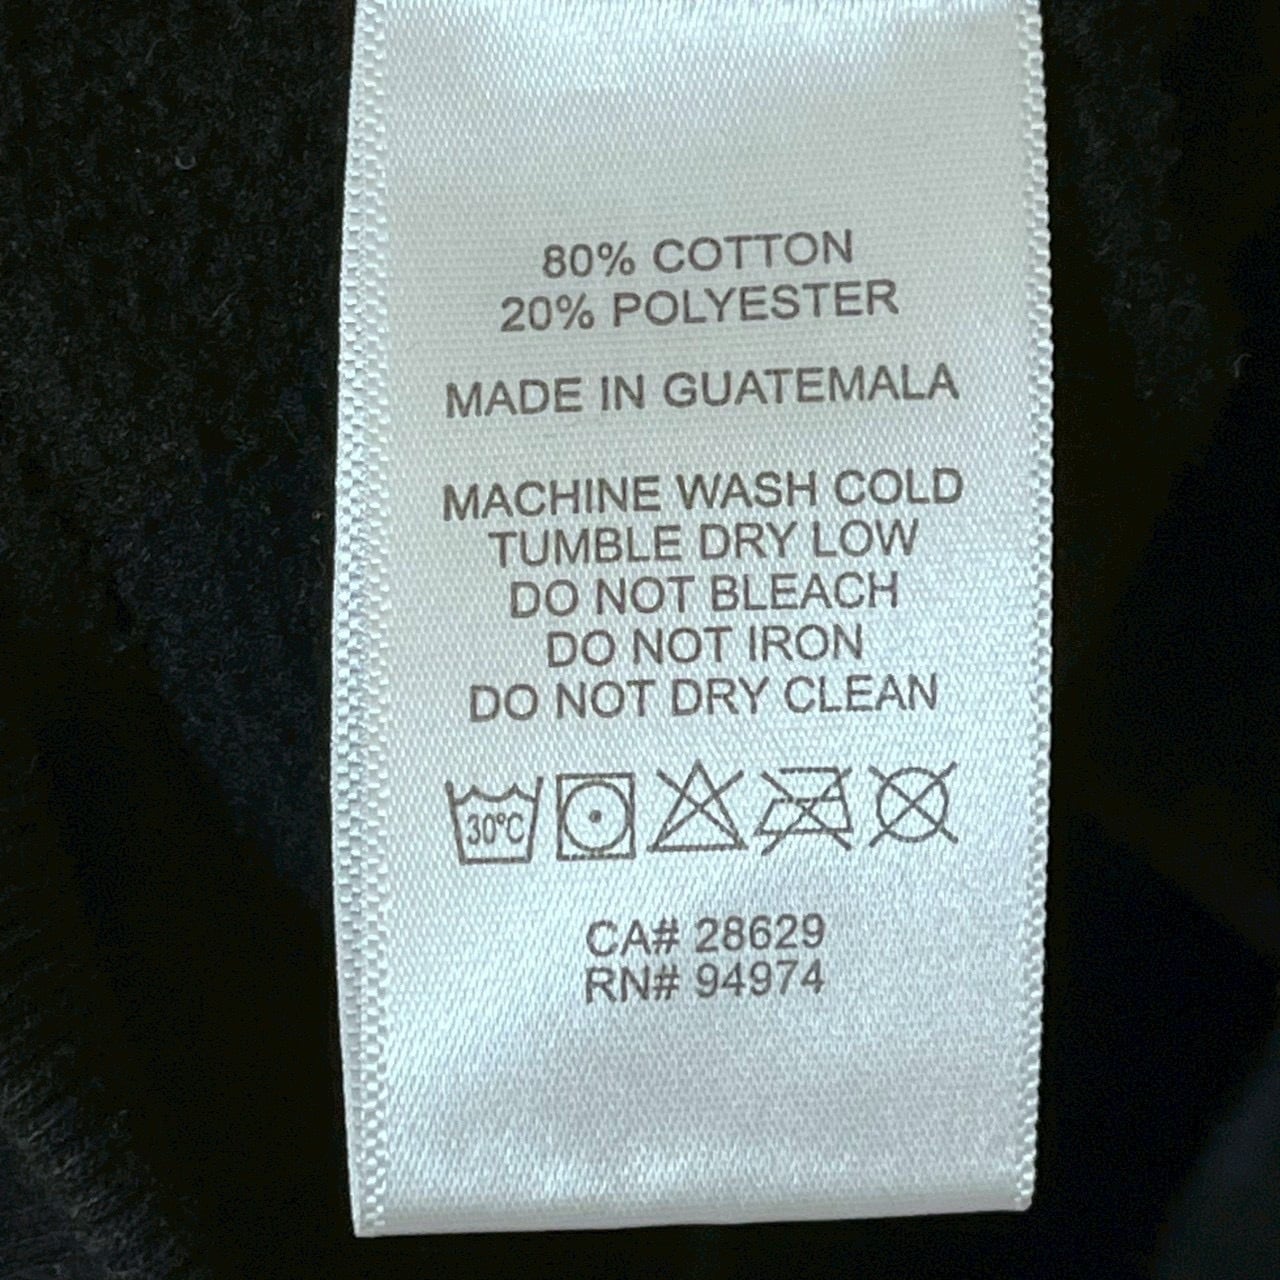 80% COTTON
20% POLYESTER
MADE IN GUATEMALA
MACHINE WASH COLD
TUMBLE DRY LOW
DO NOT BLEACH
DO NOT IRON
DO NOT DRY CLEAN
30°C
CA# 28629
RN# 94974